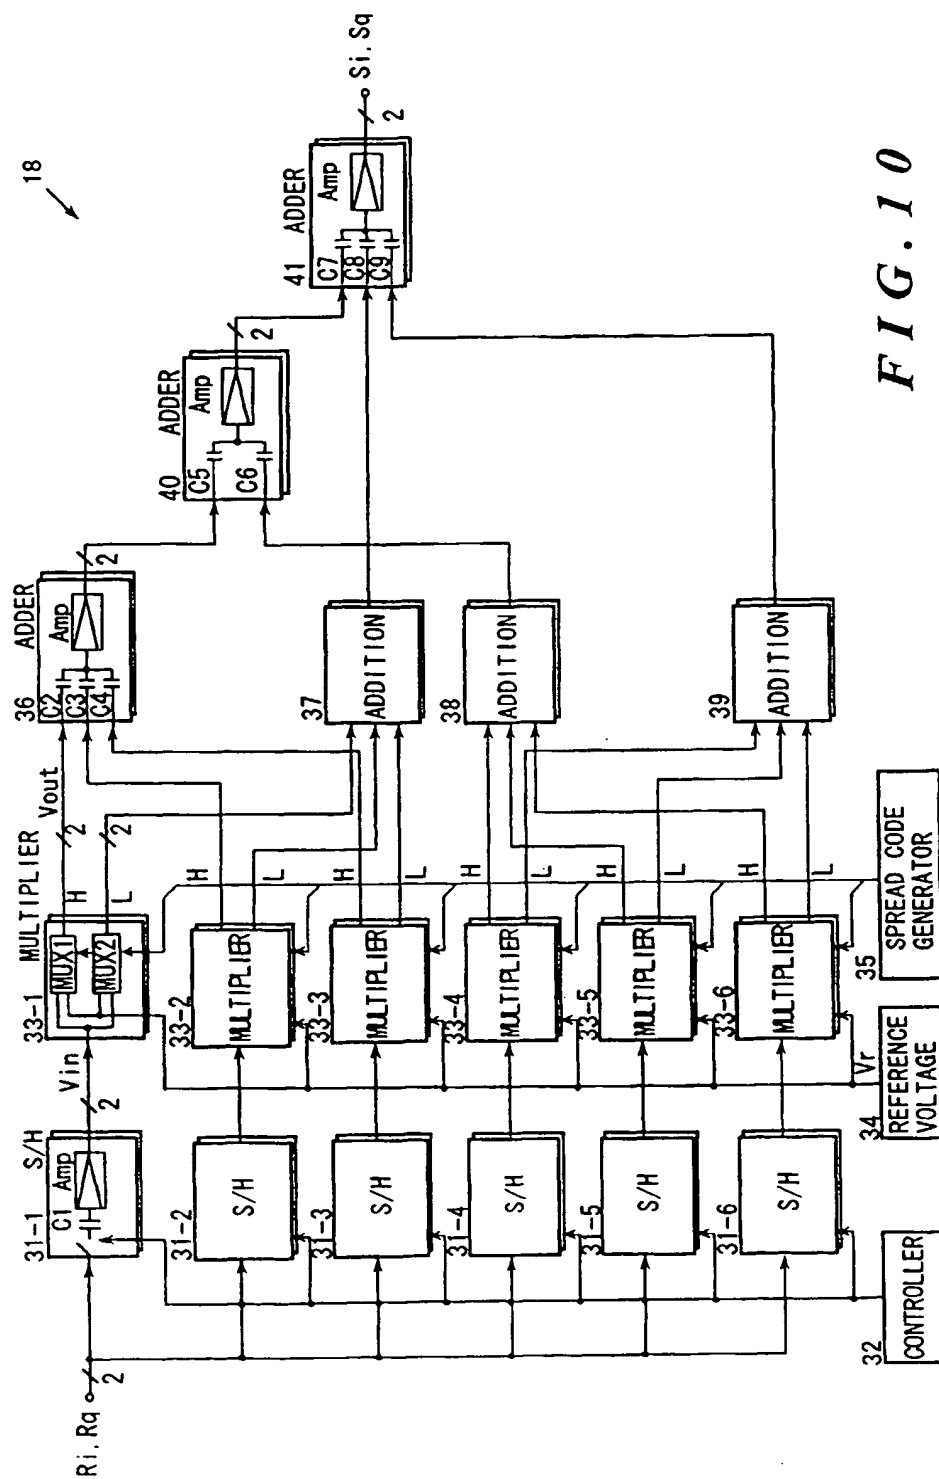 18
Ri, Rq
2
31-1
S/H
C1
Amp
Vin
2
33-1
MULTIPLIER
MUX1
MUX2
H
L
Vout
2
2
36
ADDER
C2
C3
C4
Amp
2
40
ADDER
C5
C6
Amp
2
41
ADDER
C7
C8
C9
Amp
2
Si, Sq
31-2
S/H
33-2
MULTIPLIER
H
L
31-3
S/H
33-3
MULTIPLIER
H
L
37
ADDITION
31-4
S/H
33-4
MULTIPLIER
H
L
38
ADDITION
31-5
S/H
33-5
MULTIPLIER
H
L
31-6
S/H
33-6
MULTIPLIER
H
L
39
ADDITION
32
CONTROLLER
34
Vr
REFERENCE
VOLTAGE
35
SPREAD CODE
GENERATOR
FIG. 10